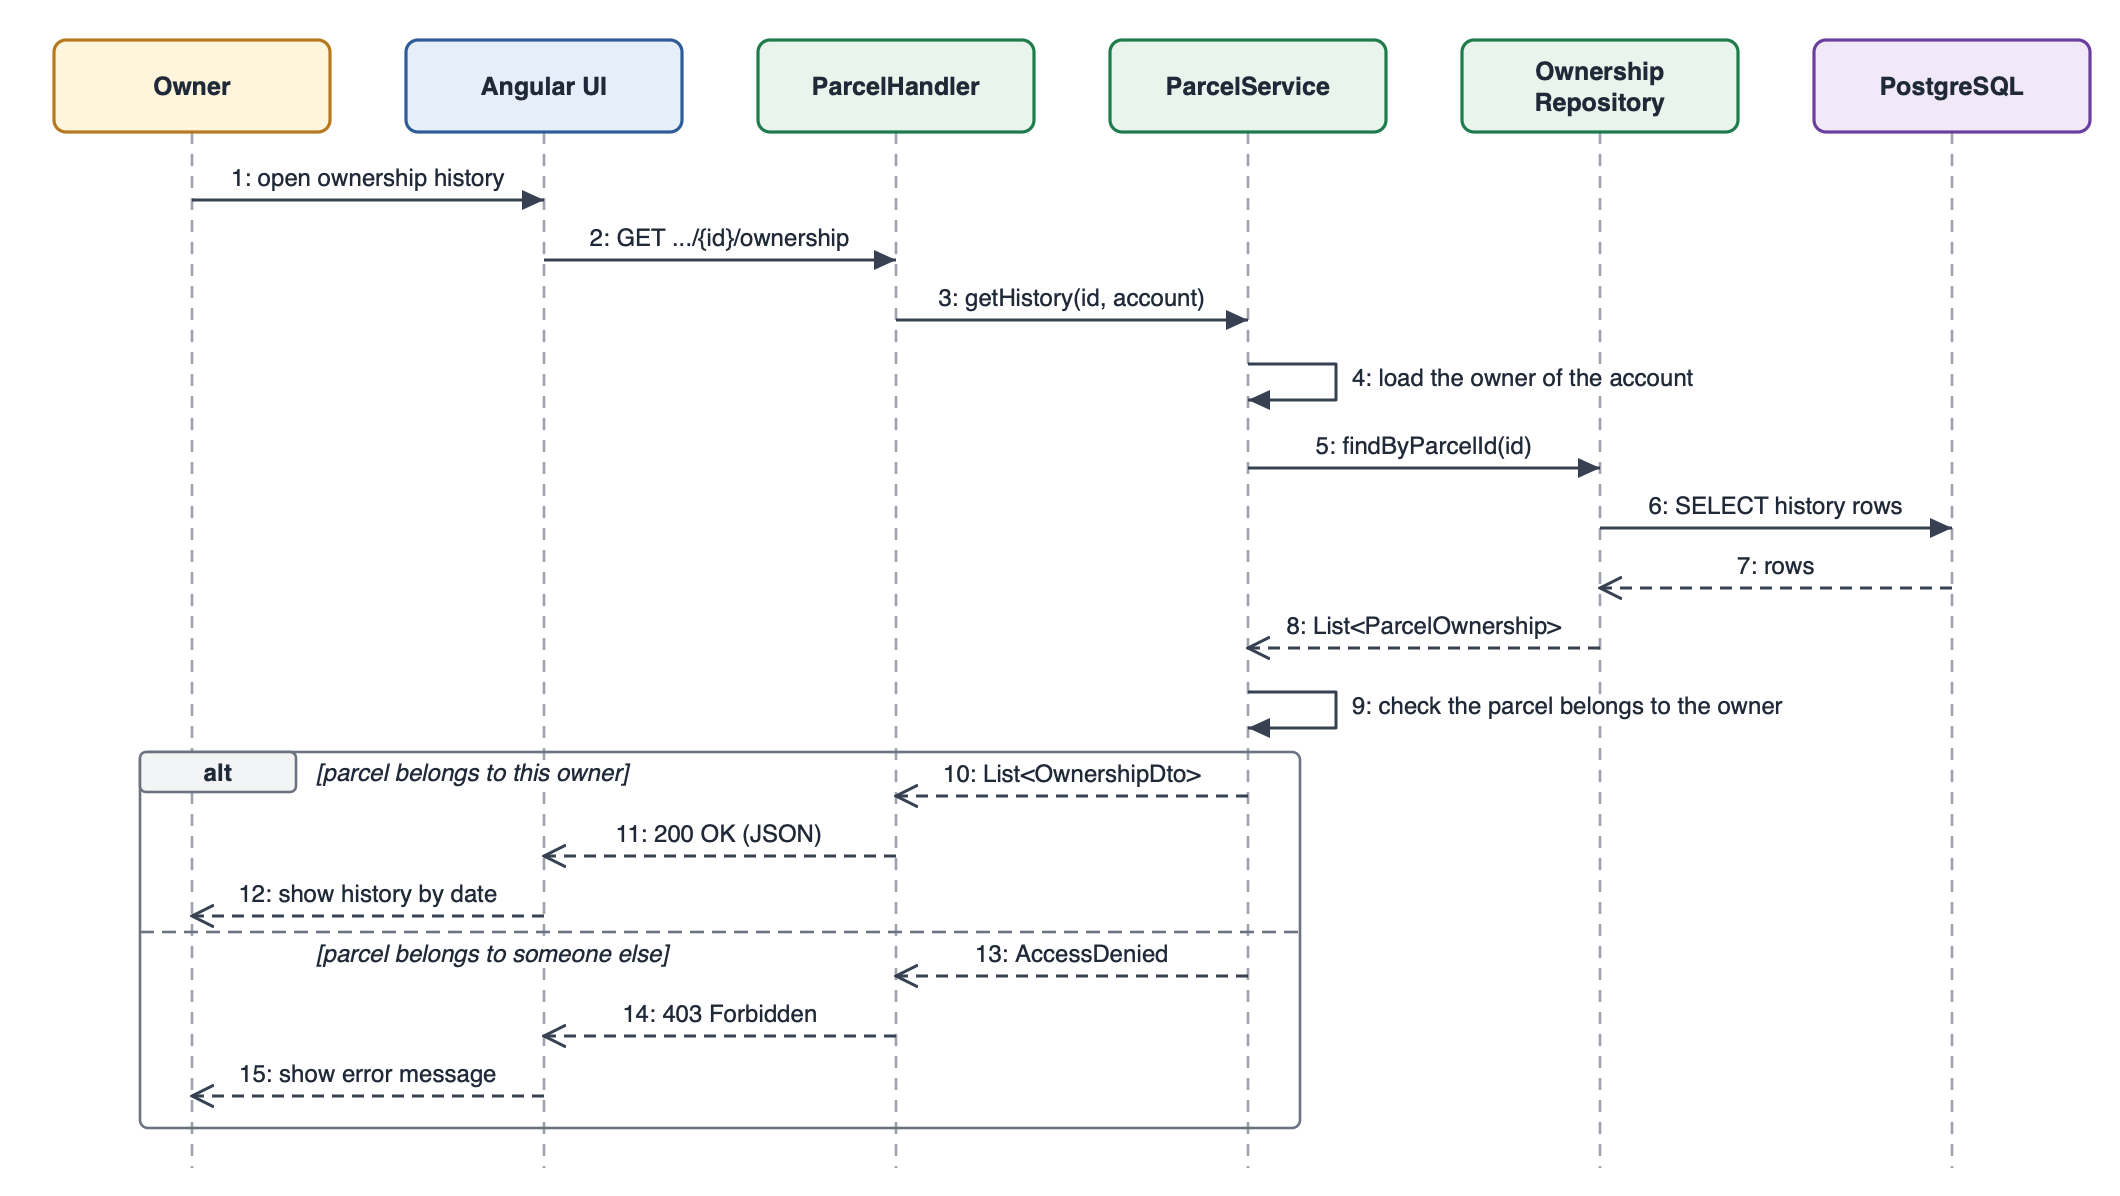 Owner
Angular UI
ParcelHandler
ParcelService
Ownership
Repository
PostgreSQL
1: open ownership history
2: GET .../{id}/ownership
3: getHistory(id, account)
4: load the owner of the account
5: findByParcelId(id)
6: SELECT history rows
7: rows
8: List<ParcelOwnership>
9: check the parcel belongs to the owner
alt
[parcel belongs to this owner]
10: List<OwnershipDto>
11: 200 OK (JSON)
12: show history by date
[parcel belongs to someone else]
13: AccessDenied
14: 403 Forbidden
15: show error message